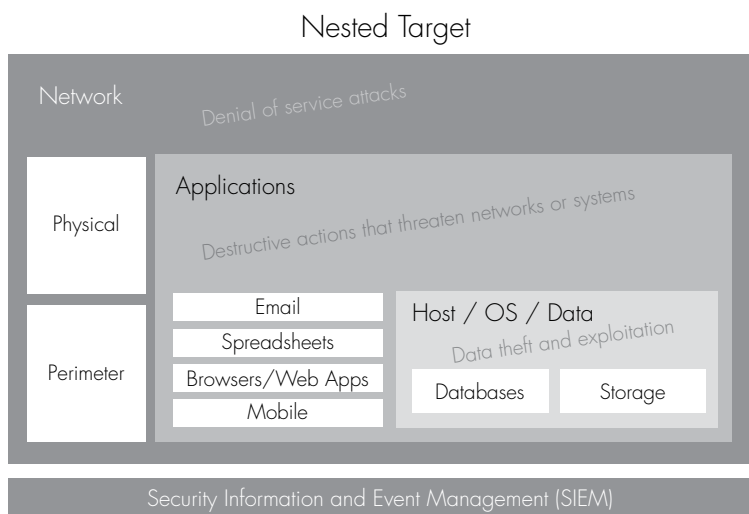 Nested Target
Network
Denial of service attacks
Physical
Perimeter
Applications
Destructive actions that threaten networks or systems
Email
Spreadsheets
Browsers/Web Apps
Mobile
Host / OS / Data
Data theft and exploitation
Databases
Storage
Security Information and Event Management (SIEM)